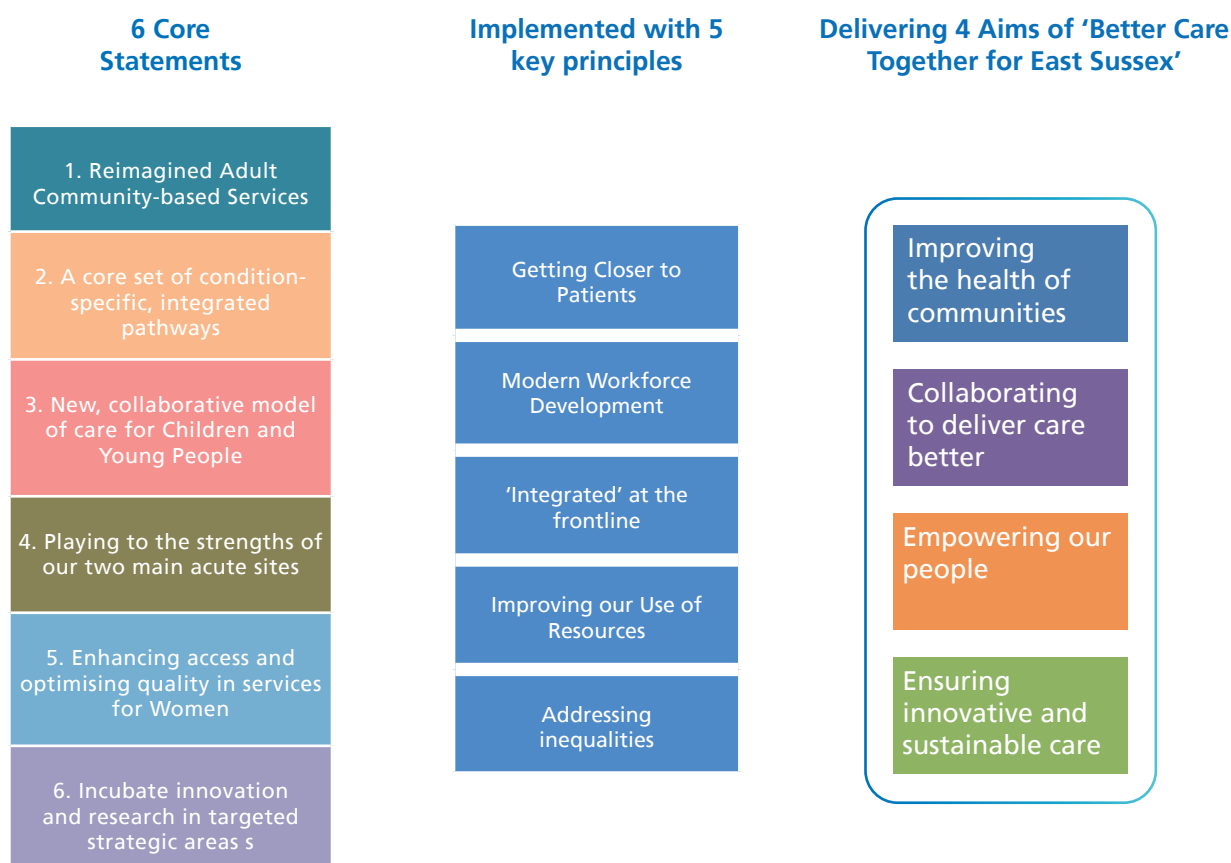 6 Core
Statements
1. Reimagined Adult
Community-based Services
2. A core set of condition-
specific, integrated
pathways
3. New, collaborative model
of care for Children and
Young People
4. Playing to the strengths of
our two main acute sites
5. Enhancing access and
optimising quality in services
for Women
6. Incubate innovation
and research in targeted
strategic areas s
Implemented with 5
key principles
Getting Closer to
Patients
Modern Workforce
Development
‘Integrated’ at the
frontline
Improving our Use of
Resources
Addressing
inequalities
Delivering 4 Aims of ‘Better Care
Together for East Sussex’
Improving
the health of
communities
Collaborating
to deliver care
better
Empowering our
people
Ensuring
innovative and
sustainable care